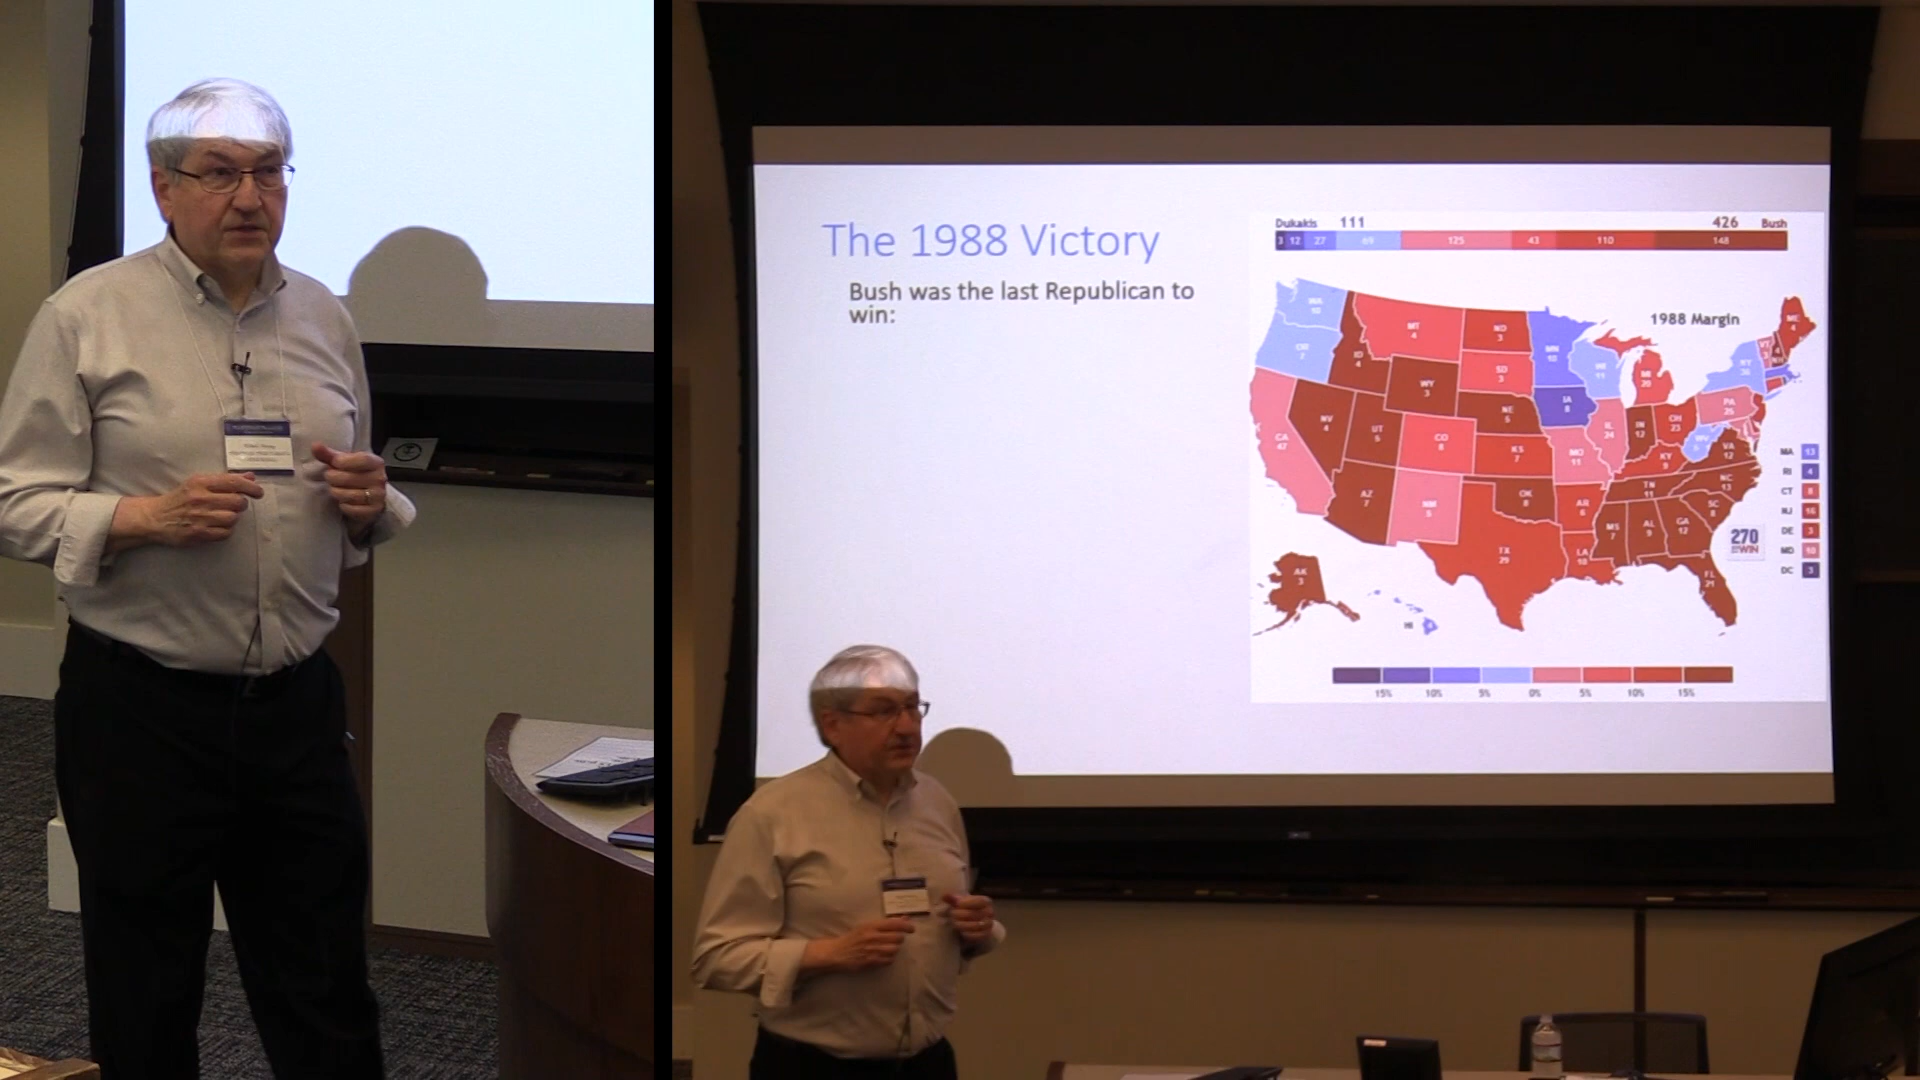 The 1988 Victory
Bush was the last Republican to
win:
Dukakis 111 426 Bush
3 12 27 69 125 43 110 148
1988 Margin
WA
10
OR
7
CA
47
ID
4
NV
4
MT
4
WY
3
UT
5
AZ
7
CO
8
NM
5
ND
3
SD
3
NE
5
KS
7
OK
8
TX
29
MN
10
IA
8
MO
11
AR
6
LA
10
WI
11
IL
24
MI
20
IN
12
OH
23
KY
9
TN
11
MS
7
AL
9
GA
12
FL
21
SC
8
NC
13
VA
12
WV
5
PA
25
NY
36
VT
3
4
NH
ME
4
AK
3
HI
MA 13
RI 4
CT 8
NJ 16
DE 3
MD 10
DC 3
270
TO WIN
15% 10% 5% 0% 5% 10% 15%